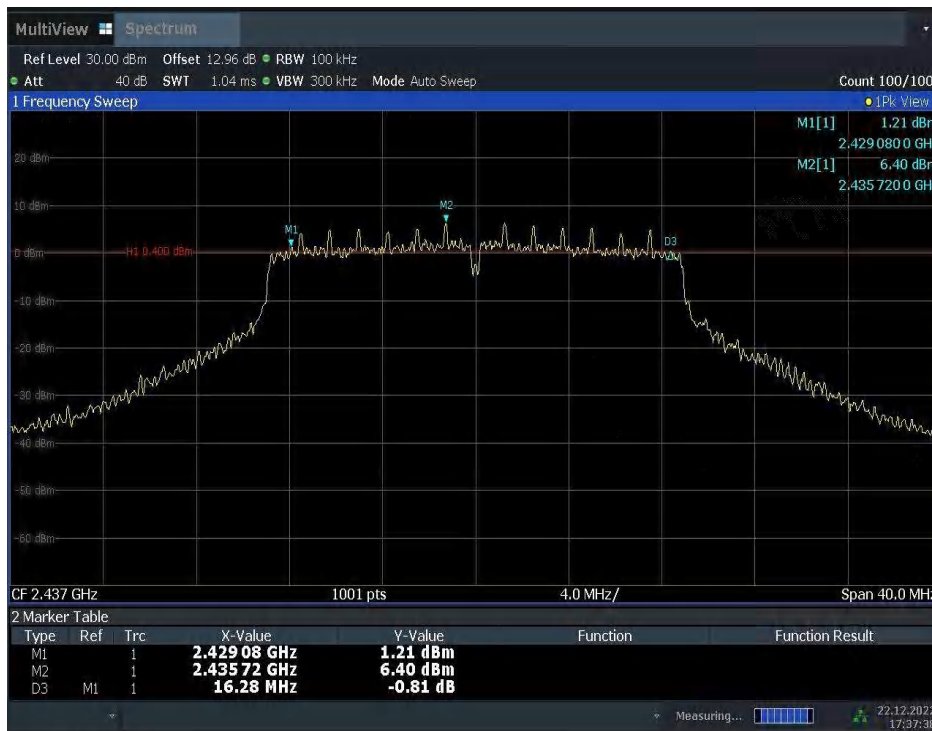 MultiView Spectrum
Ref Level 30.00 dBm Offset 12.96 dB RBW 100 kHz
Att 40 dB SWT 1.04 ms VBW 300 kHz Mode Auto Sweep Count 100/100
1 Frequency Sweep 1Pk View
M1[1] 1.21 dBm
2.429 080 0 GH
M2[1] 6.40 dBm
2.435 720 0 GH
20 dBm
10 dBm
M2
M1
D3
0 dBm
H1 0.400 dBm
-10 dBm
-20 dBm
-30 dBm
-40 dBm
-50 dBm
-60 dBm
CF 2.437 GHz 1001 pts 4.0 MHz/ Span 40.0 MHz
2 Marker Table
Type Ref Trc X-Value Y-Value Function Function Result
M1 1 2.429 08 GHz 1.21 dBm
M2 1 2.435 72 GHz 6.40 dBm
D3 M1 1 16.28 MHz -0.81 dB
Measuring...
22.12.202
17:37:3